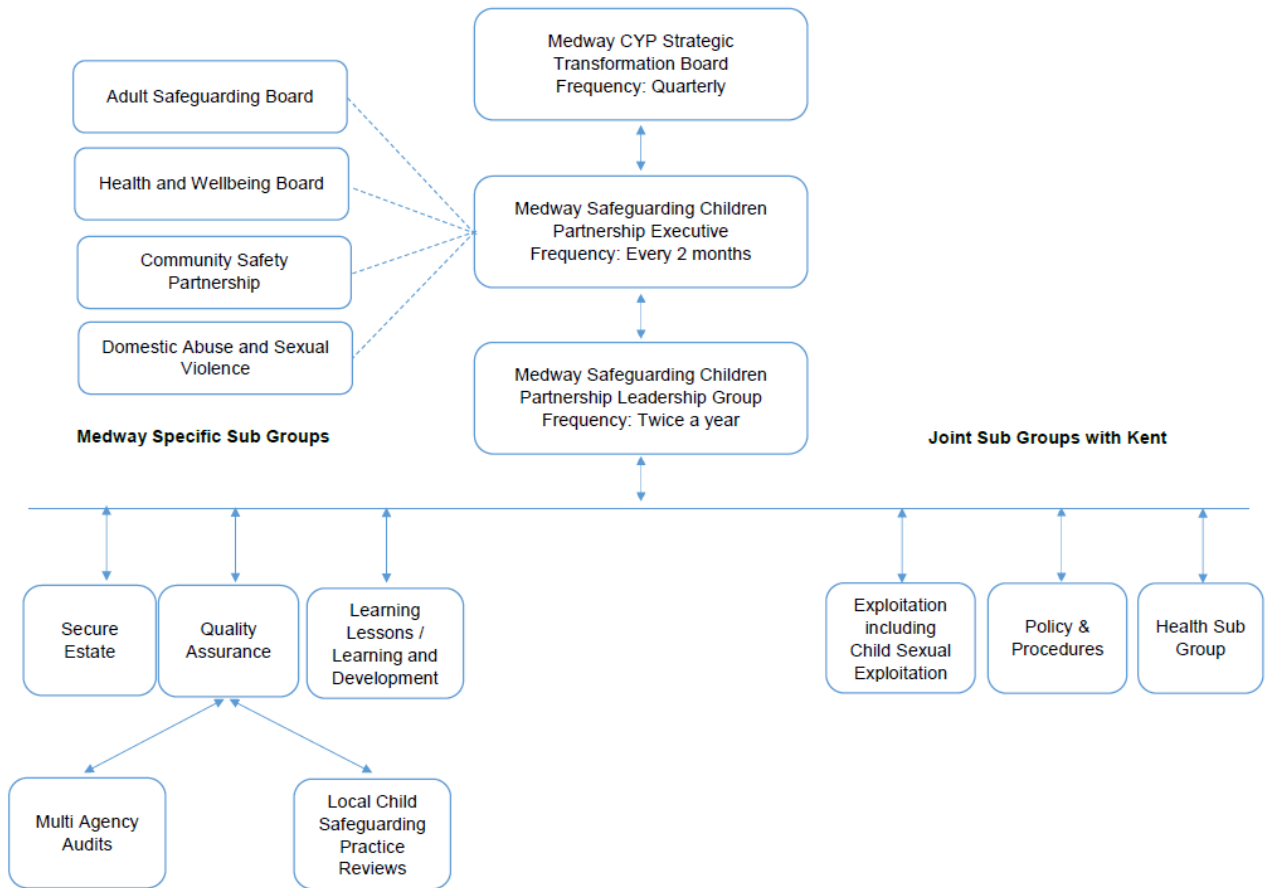 Medway CYP Strategic
Transformation Board
Frequency: Quarterly
Adult Safeguarding Board
Health and Wellbeing Board
Community Safety
Partnership
Domestic Abuse and Sexual
Violence
Medway Safeguarding Children
Partnership Executive
Frequency: Every 2 months
Medway Safeguarding Children
Partnership Leadership Group
Frequency: Twice a year
Medway Specific Sub Groups
Joint Sub Groups with Kent
Secure
Estate
Quality
Assurance
Learning
Lessons /
Learning and
Development
Exploitation
including
Child Sexual
Exploitation
Policy &
Procedures
Health Sub
Group
Multi Agency
Audits
Local Child
Safeguarding
Practice
Reviews